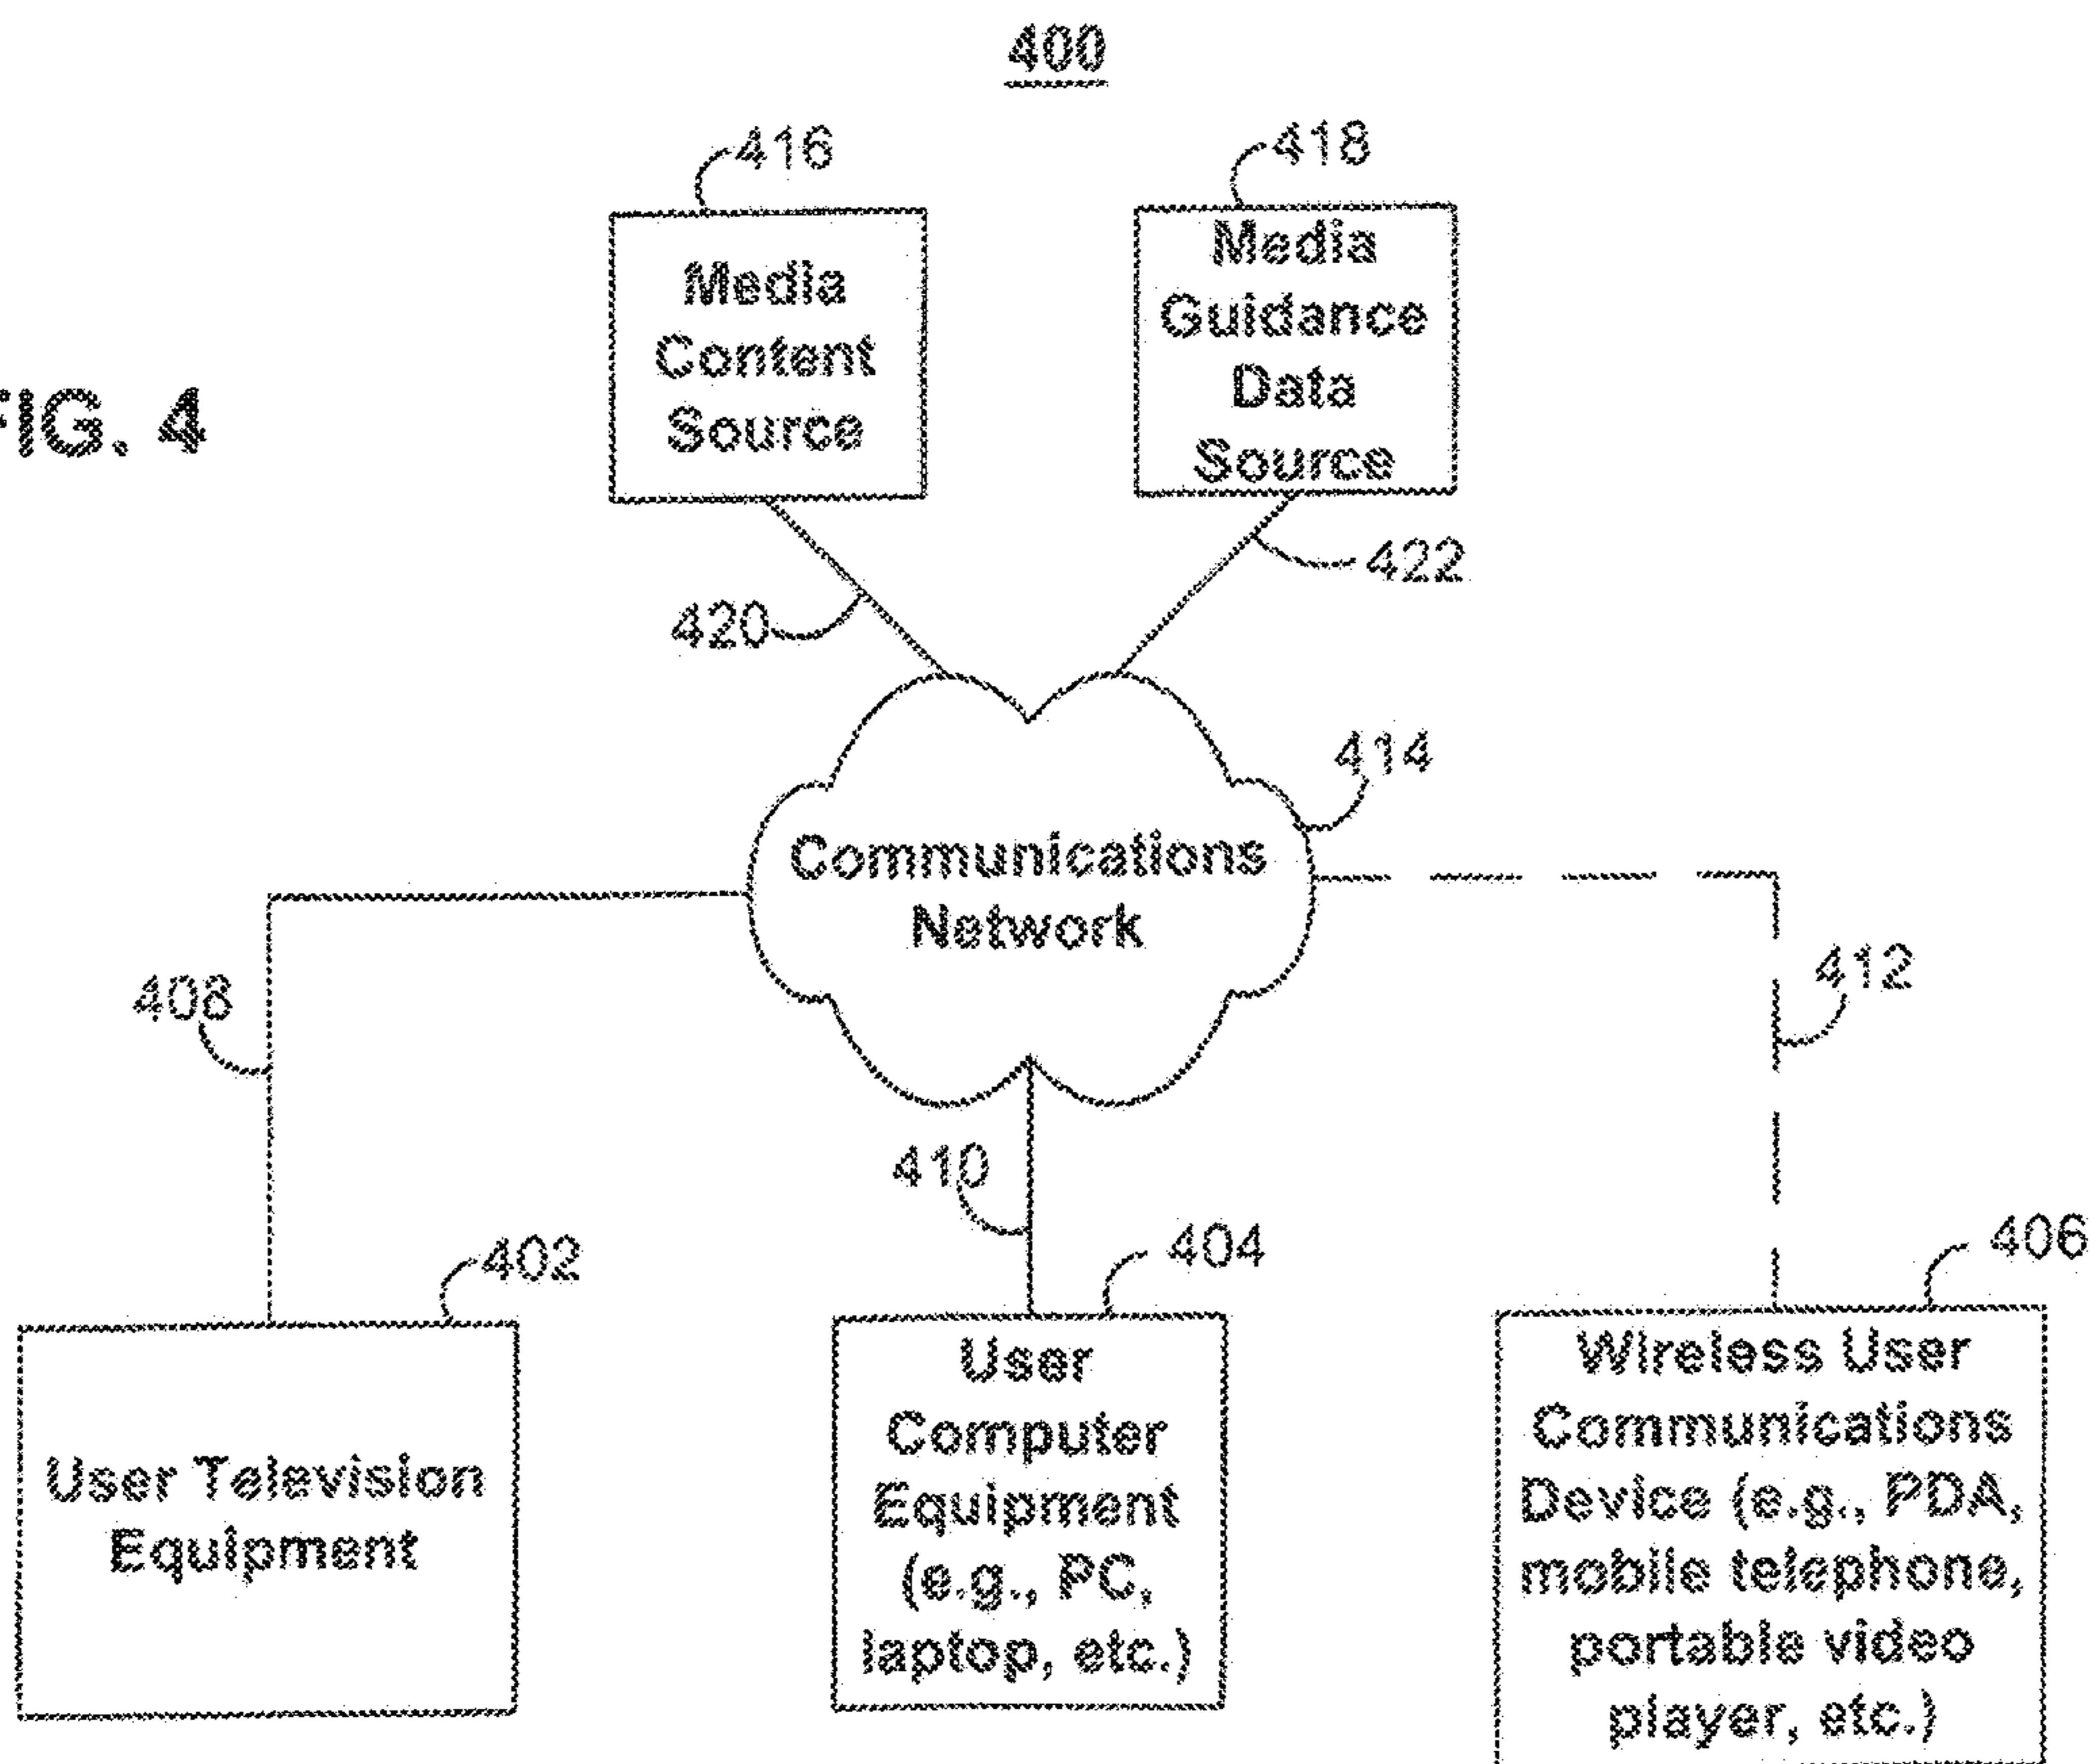 400
416
418
Media
Content
Source
Media
Guidance
Data
Source
FIG. 4
420
422
414
Communications
Network
408
412
410
402
404
406
User Television
Equipment
User
Computer
Equipment
(e.g., PC,
laptop, etc.)
Wireless User
Communications
Device (e.g., PDA,
mobile telephone,
portable video
player, etc.)